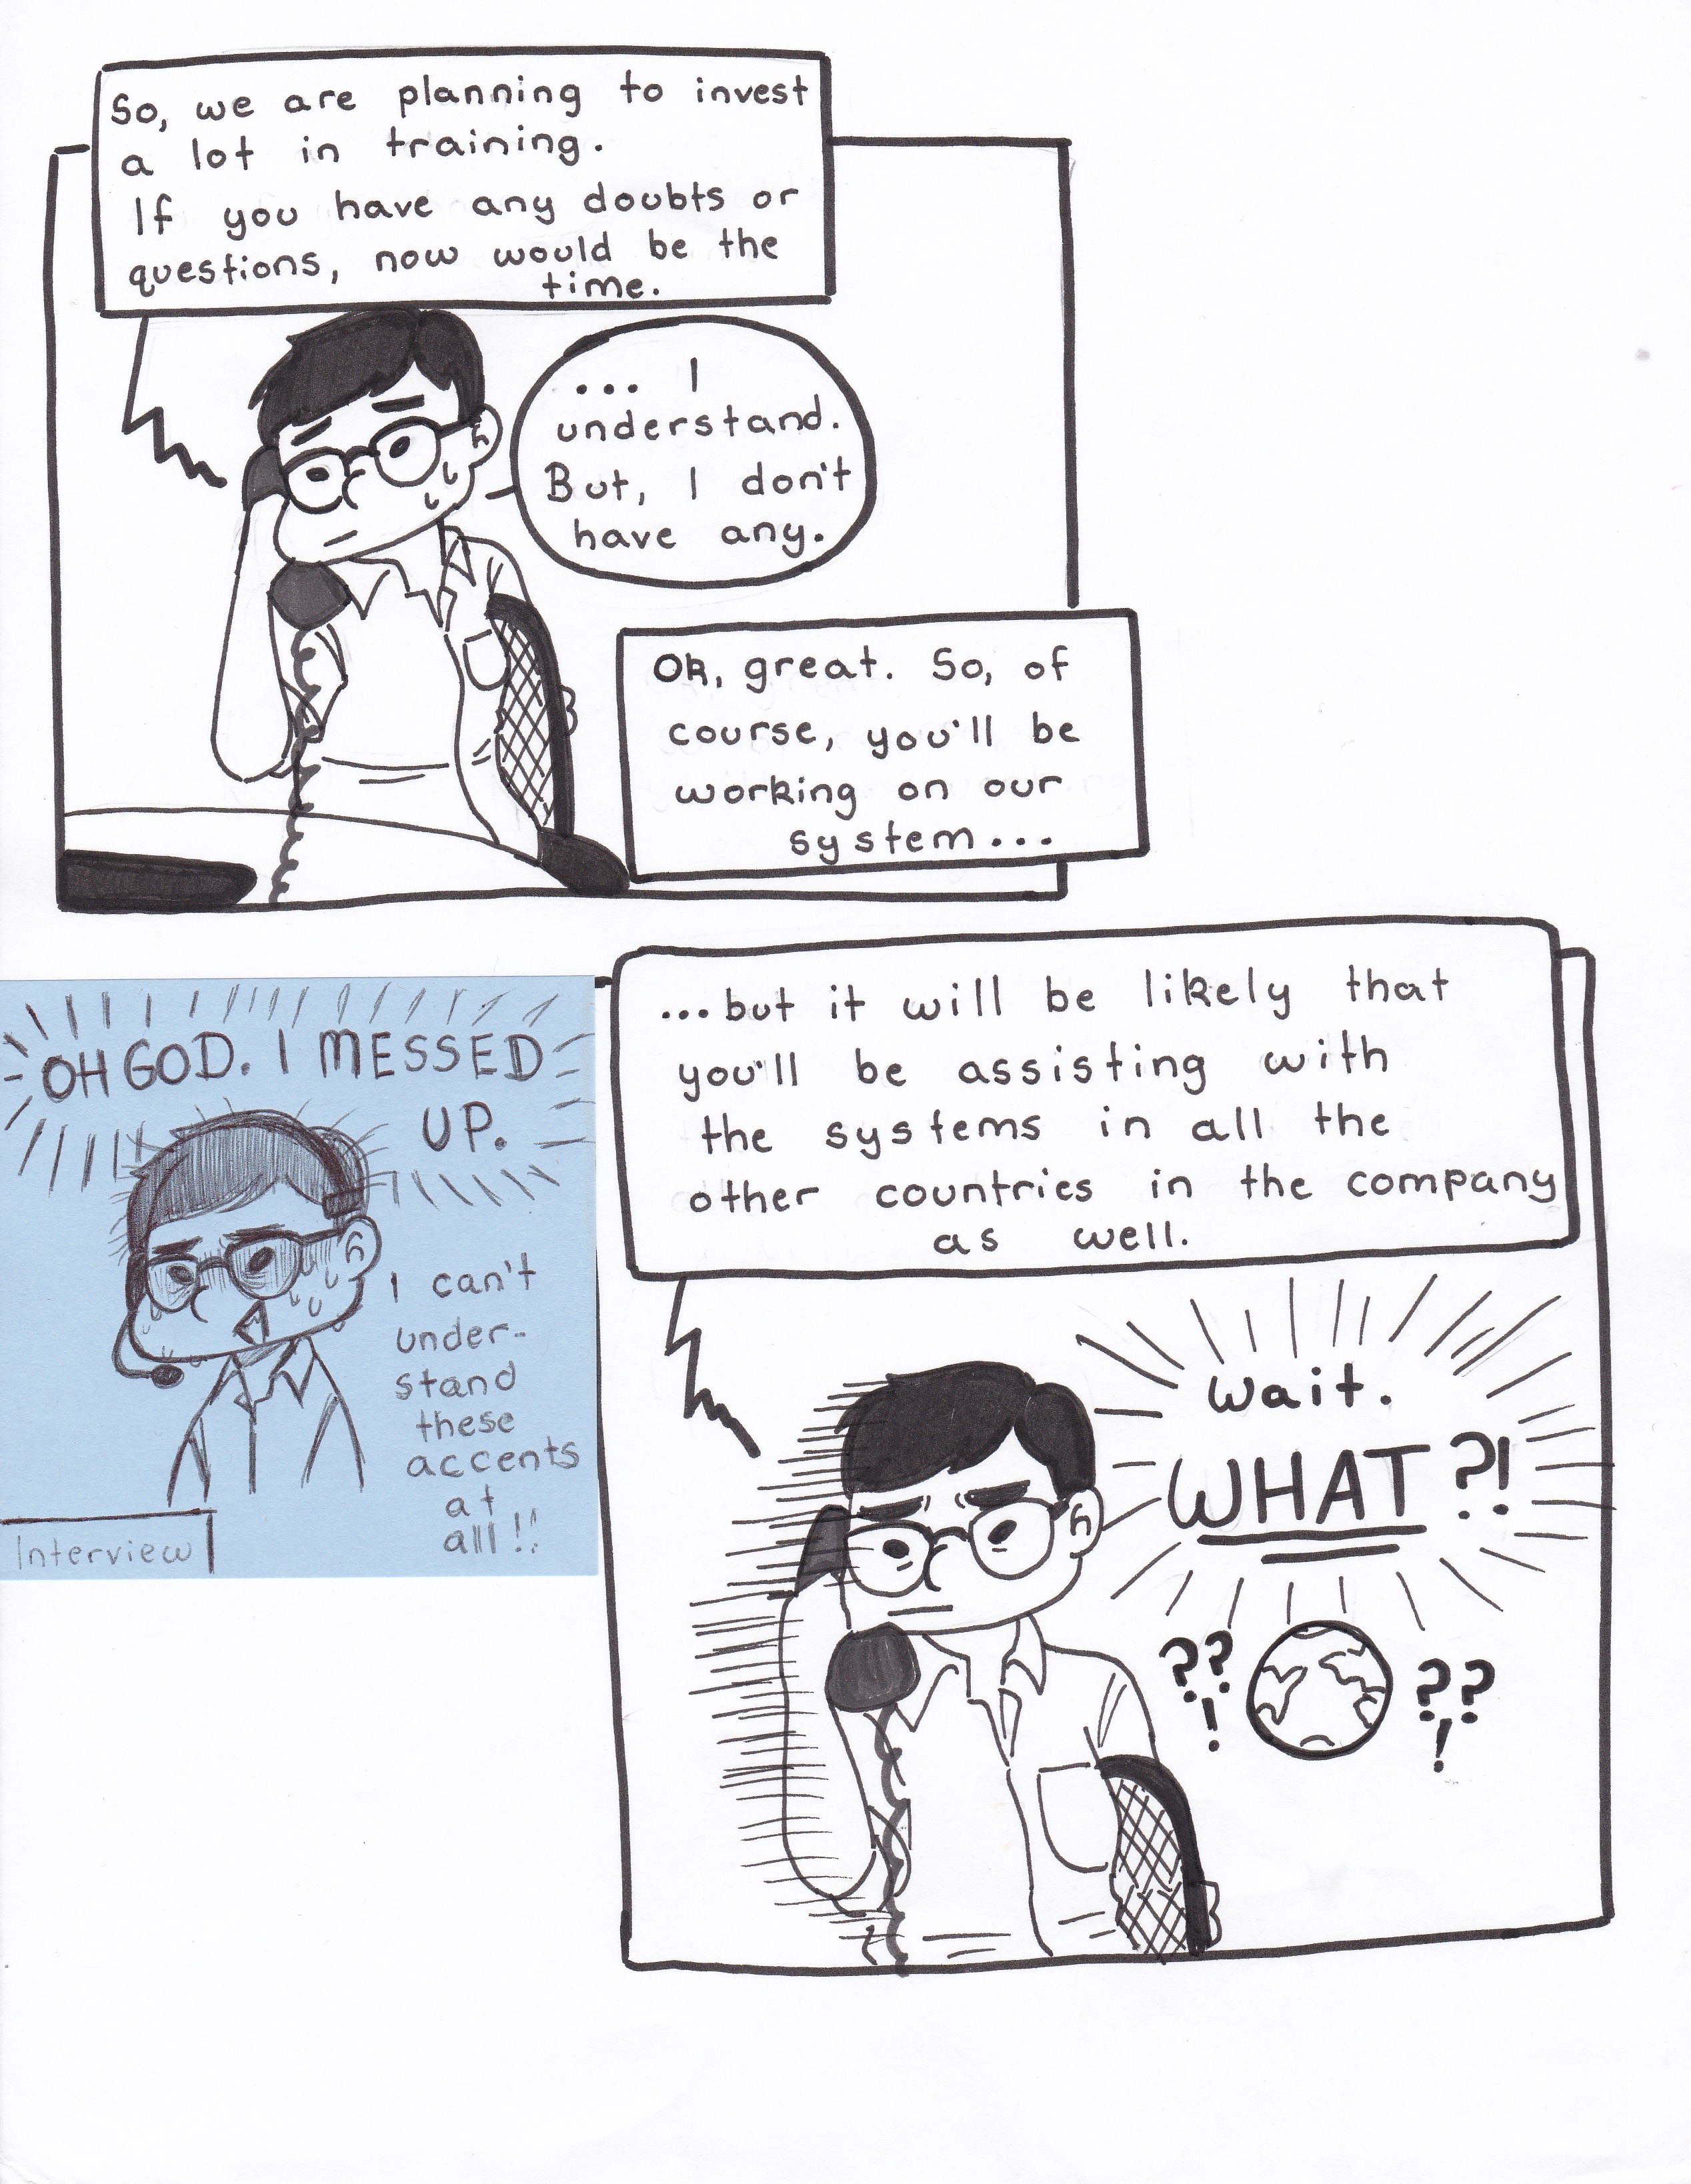 So, we are planning to invest
a lot in training.
If you have any doubts or
questions, now would be the
time.
... I
understand.
But, I don't
have any.
Ok, great. So, of
course, you'll be
working on our
system...
OH GOD. I MESSED
UP.
I can't
under-
stand
these
accents
at
all!!
Interview
...but it will be likely that
you'll be assisting with
the systems in all the
other countries in the company
as well.
Wait.
WHAT?!
??
!
??
!